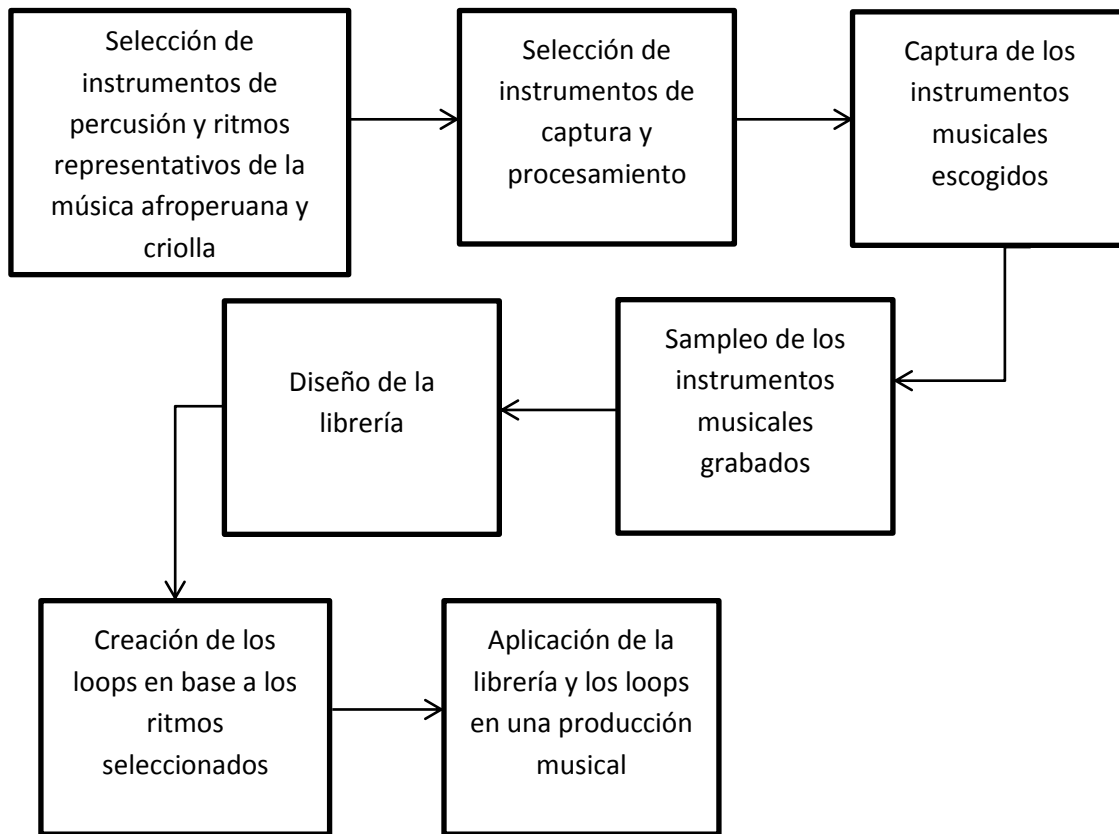 Selección de
instrumentos de
percusión y ritmos
representativos de la
música afroperuana y
criolla
Selección de
instrumentos de
captura y
procesamiento
Captura de los
instrumentos
musicales
escogidos
Sampleo de los
instrumentos
musicales
grabados
Diseño de la
librería
Creación de los
loops en base a los
ritmos
seleccionados
Aplicación de la
librería y los loops
en una producción
musical